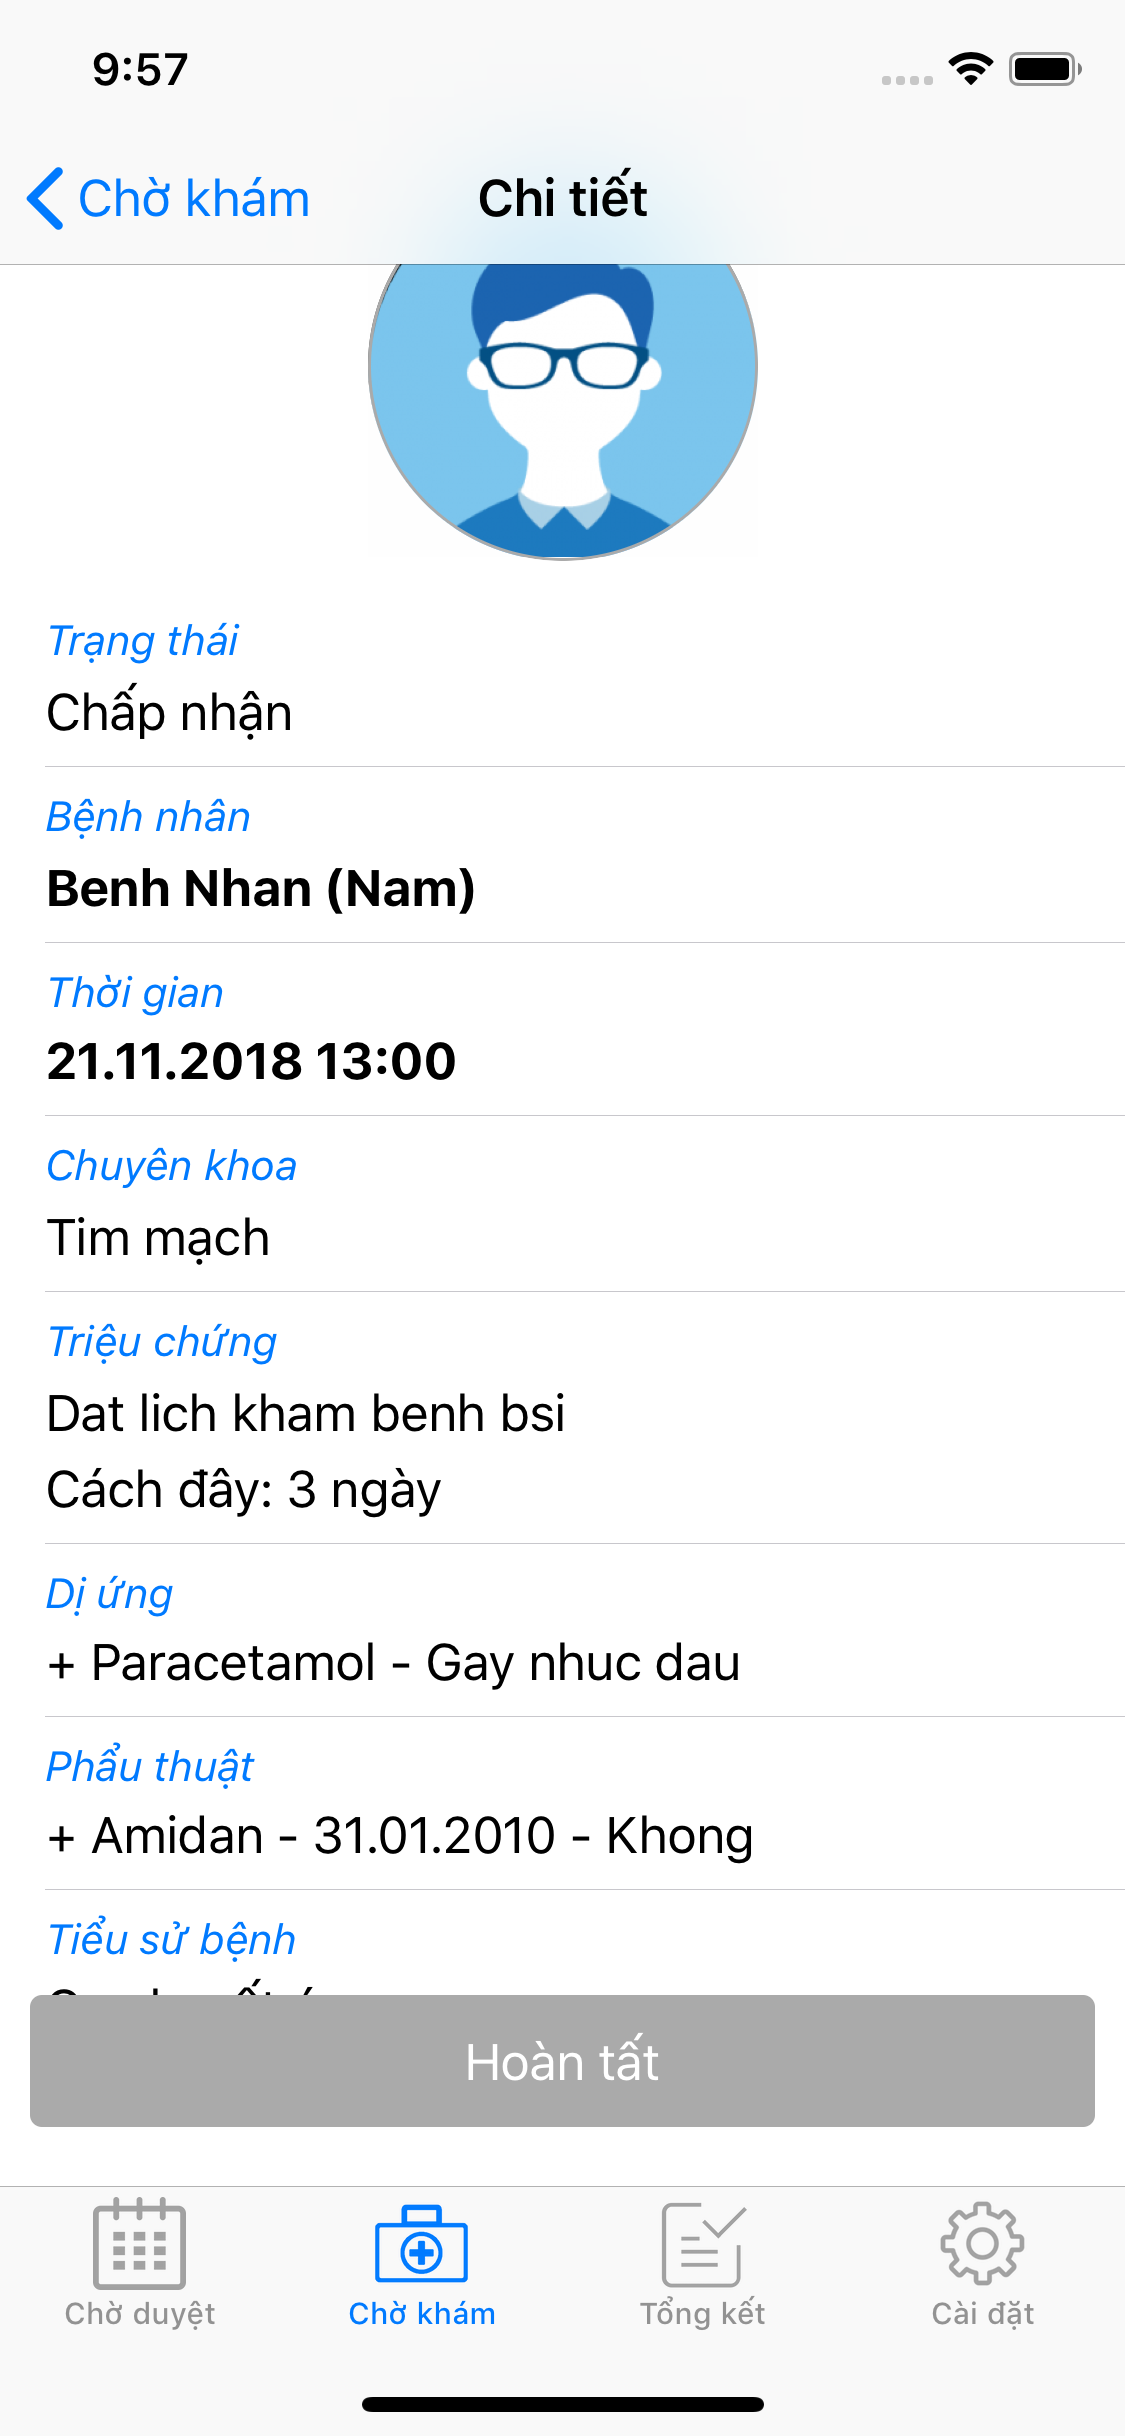 9:57
Chờ khám
Chi tiết
Trạng thái
Chấp nhận
Bệnh nhân
Benh Nhan (Nam)
Thời gian
21.11.2018 13:00
Chuyên khoa
Tim mạch
Triệu chứng
Dat lich kham benh bsi
Cách đây: 3 ngày
Dị ứng
+ Paracetamol - Gay nhuc dau
Phẩu thuật
+ Amidan - 31.01.2010 - Khong
Tiểu sử bệnh
Hoàn tất
Chờ duyệt
Chờ khám
Tổng kết
Cài đặt